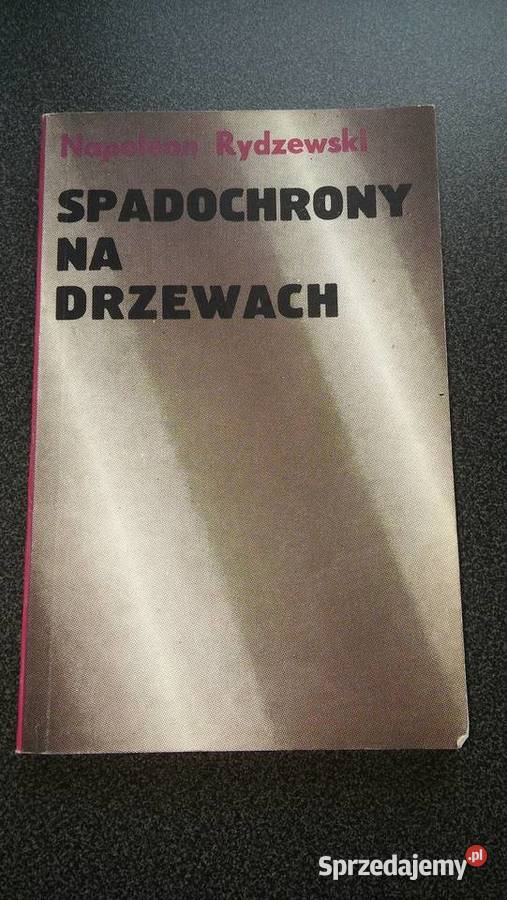 Napoleon Rydzewski
SPADOCHRONY
NA
DRZEWACH
Sprzedajemy.pl